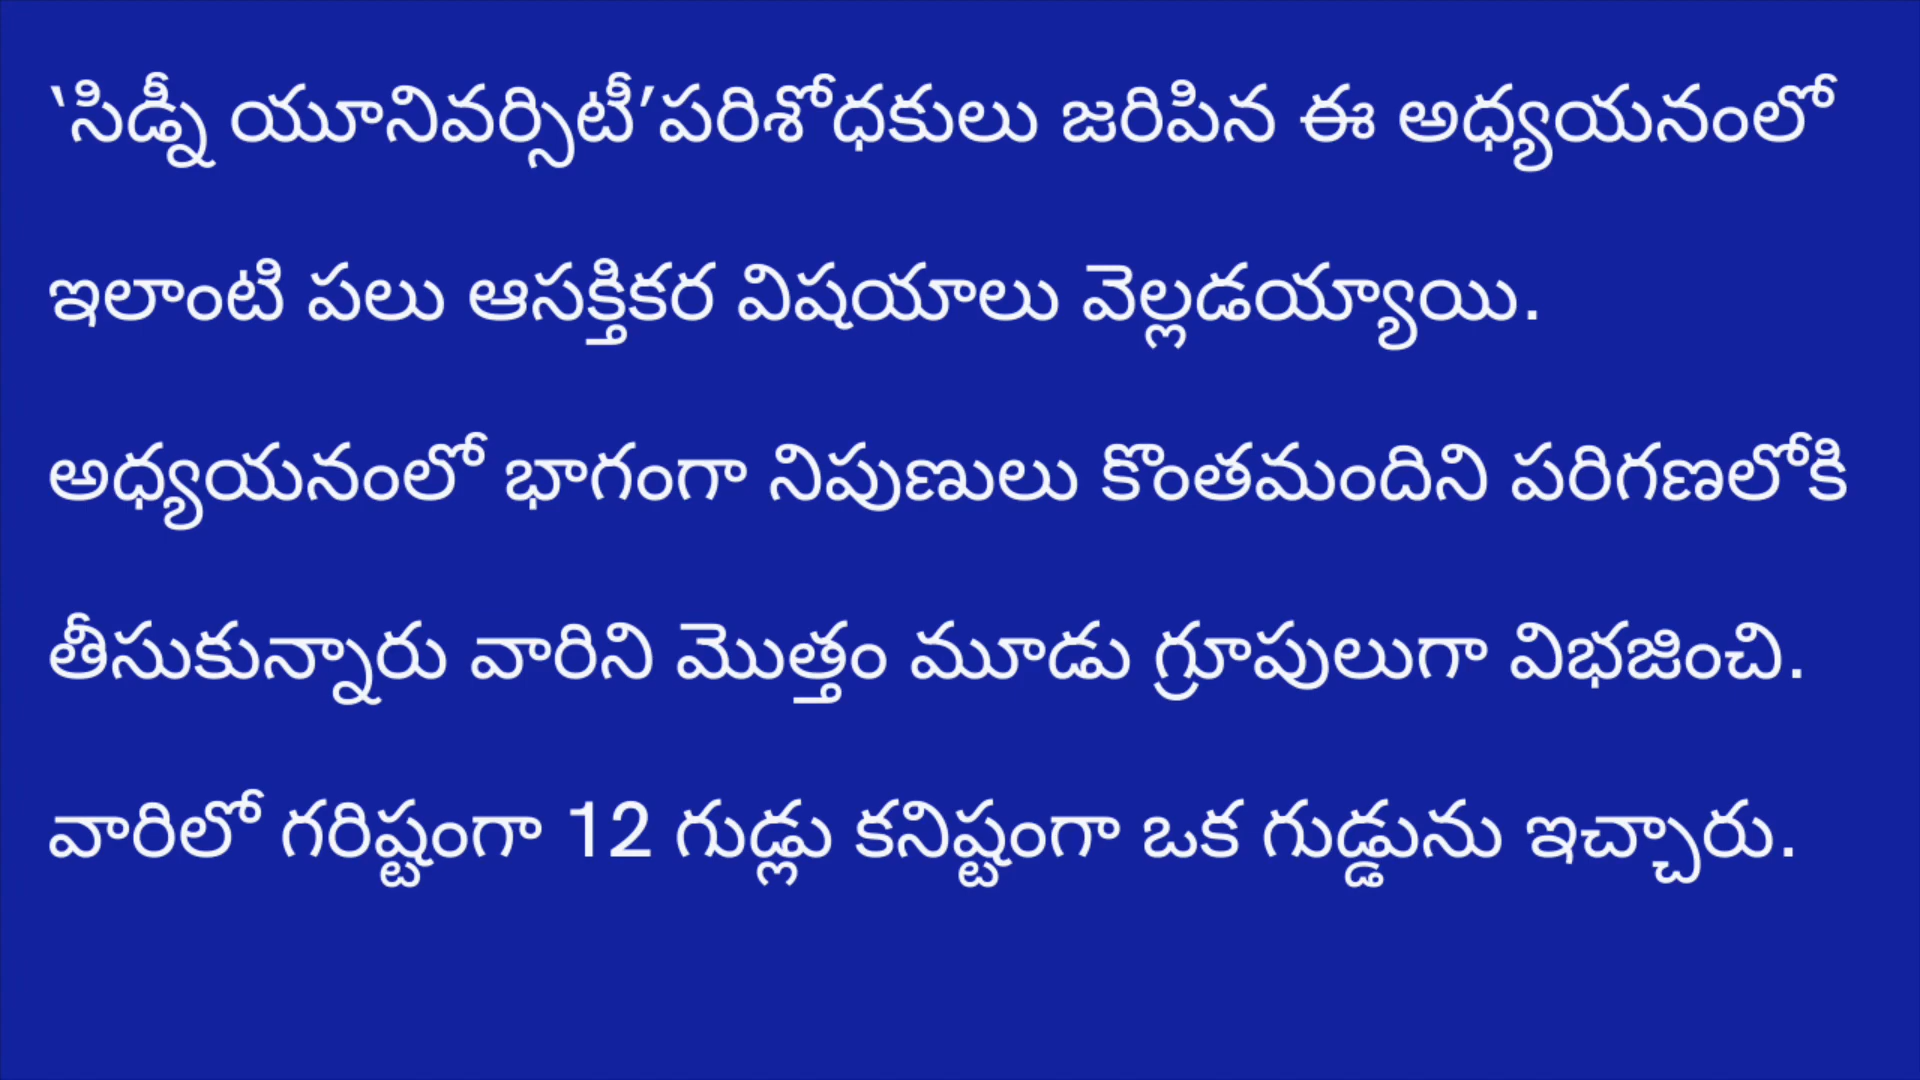 ‘సిడ్నీ యూనివర్సిటీ’పరిశోధకులు జరిపిన ఈ అధ్యయనంలో
ఇలాంటి పలు ఆసక్తికర విషయాలు వెల్లడయ్యాయి.
అధ్యయనంలో భాగంగా నిపుణులు కొంతమందిని పరిగణలోకి
తీసుకున్నారు వారిని మొత్తం మూడు గ్రూపులుగా విభజించి.
వారిలో గరిష్టంగా 12 గుడ్లు కనిష్టంగా ఒక గుడ్డును ఇచ్చారు.